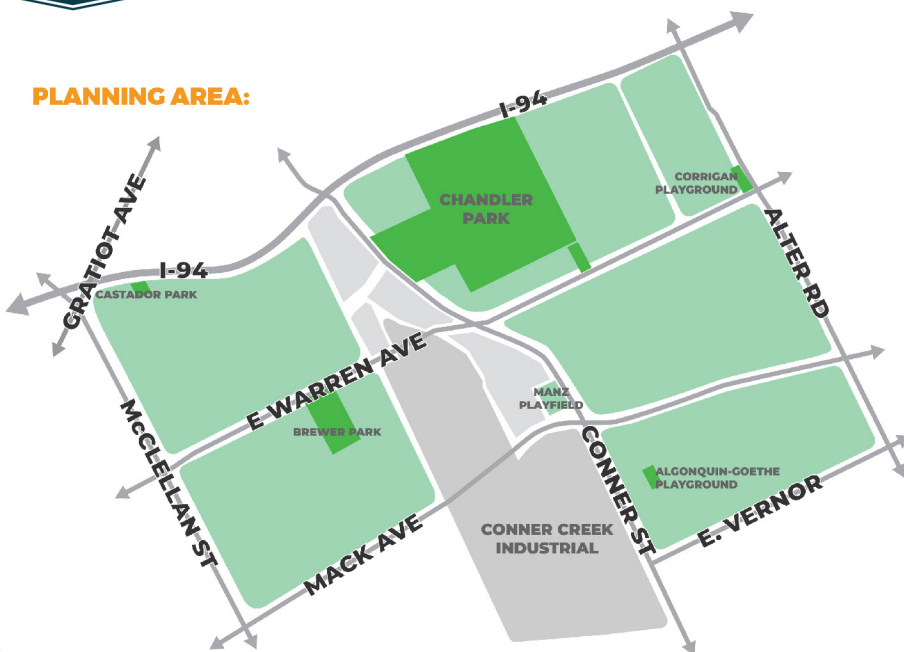 PLANNING AREA:
I-94
GRATIOT AVE
CHANDLER
PARK
CORRIGAN
PLAYGROUND
ALTER RD
I-94
CASTADOR PARK
E WARREN AVE
MANZ
PLAYFIELD
BREWER PARK
McCLELLAN ST
CONNER ST
ALGONQUIN-GOETHE
PLAYGROUND
E. VERNOR
MACK AVE
CONNER CREEK
INDUSTRIAL